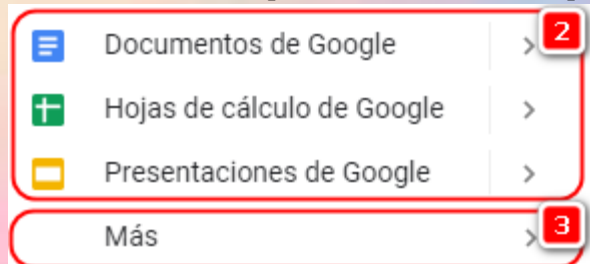 Documentos de Google
2
Hojas de cálculo de Google
Presentaciones de Google
Más
3